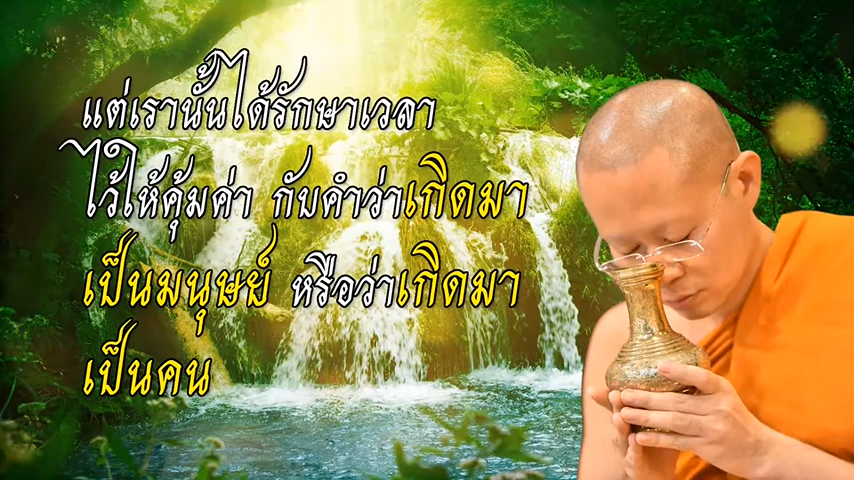 แต่เรานั้นได้รักษาเวลา
ไว้ให้คุ้มค่า กับคำว่าเกิดมา
เป็นมนุษย์ หรือว่าเกิดมา
เป็นคน